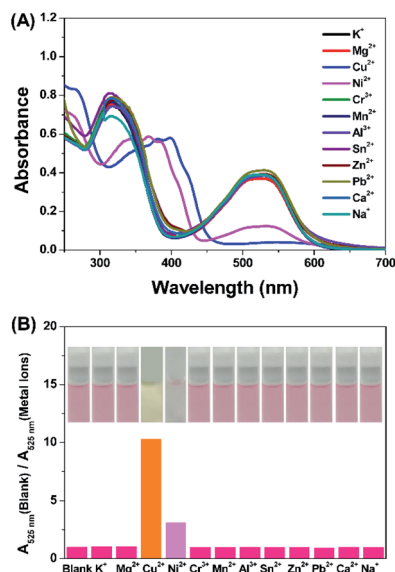 (A)
1.2
1.0
0.8
0.6
0.4
0.2
0.0
Absorbance
K⁺
Mg²⁺
Cu²⁺
Ni²⁺
Cr³⁺
Mn²⁺
Al³⁺
Sn²⁺
Zn²⁺
Pb²⁺
Ca²⁺
Na⁺
300 400 500 600 700
Wavelength (nm)
(B)
20
15
10
5
0
A₅₂₅ ₙₘ(Blank) / A₅₂₅ ₙₘ(Metal Ions)
Blank K⁺ Mg²⁺ Cu²⁺ Ni²⁺ Cr³⁺ Mn²⁺ Al³⁺ Sn²⁺ Zn²⁺ Pb²⁺ Ca²⁺ Na⁺